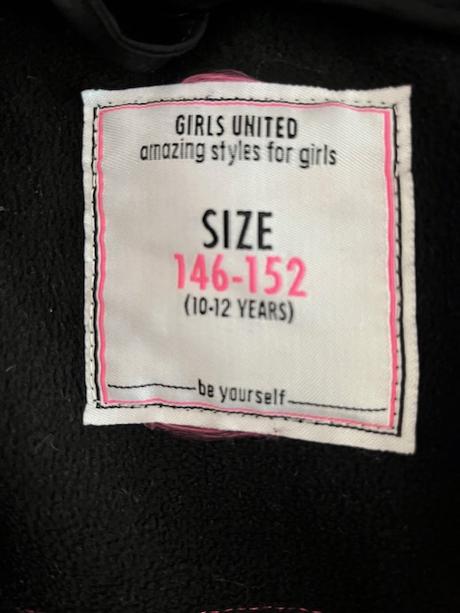 GIRLS UNITED
amazing styles for girls
SIZE
146-152
(10-12 YEARS)
be yourself